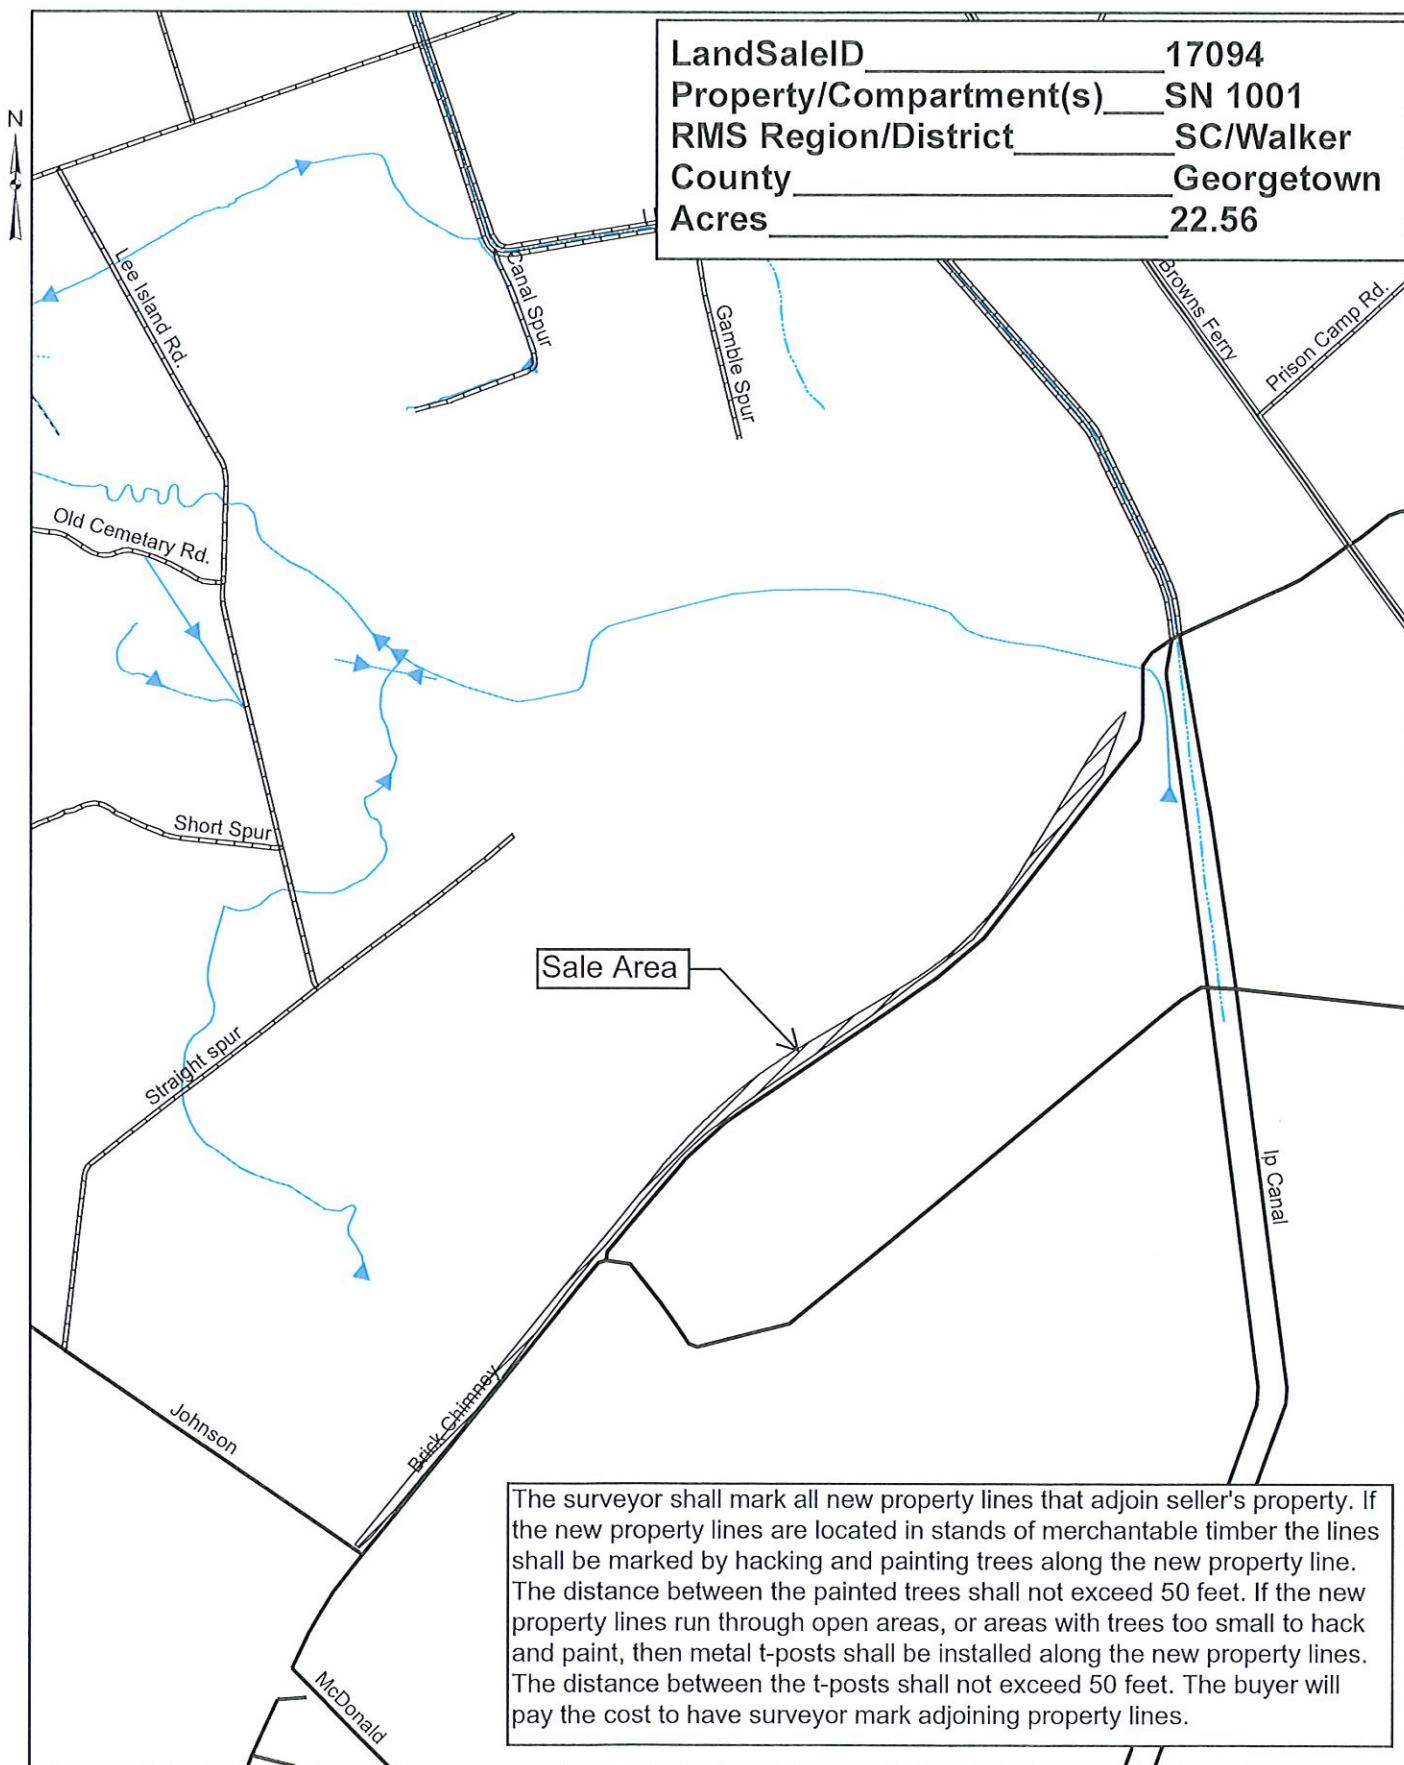 LandSaleID 17094
Property/Compartment(s) SN 1001
RMS Region/District SC/Walker
County Georgetown
Acres 22.56
N
Lee Island Rd.
Canal Spur
Gamble Spur
Browns Ferry
Prison Camp Rd.
Old Cemetary Rd.
Short Spur
Sale Area
Straight spur
Ip Canal
Brick Chimney
Johnson
McDonald
The surveyor shall mark all new property lines that adjoin seller's property. If
the new property lines are located in stands of merchantable timber the lines
shall be marked by hacking and painting trees along the new property line.
The distance between the painted trees shall not exceed 50 feet. If the new
property lines run through open areas, or areas with trees too small to hack
and paint, then metal t-posts shall be installed along the new property lines.
The distance between the t-posts shall not exceed 50 feet. The buyer will
pay the cost to have surveyor mark adjoining property lines.